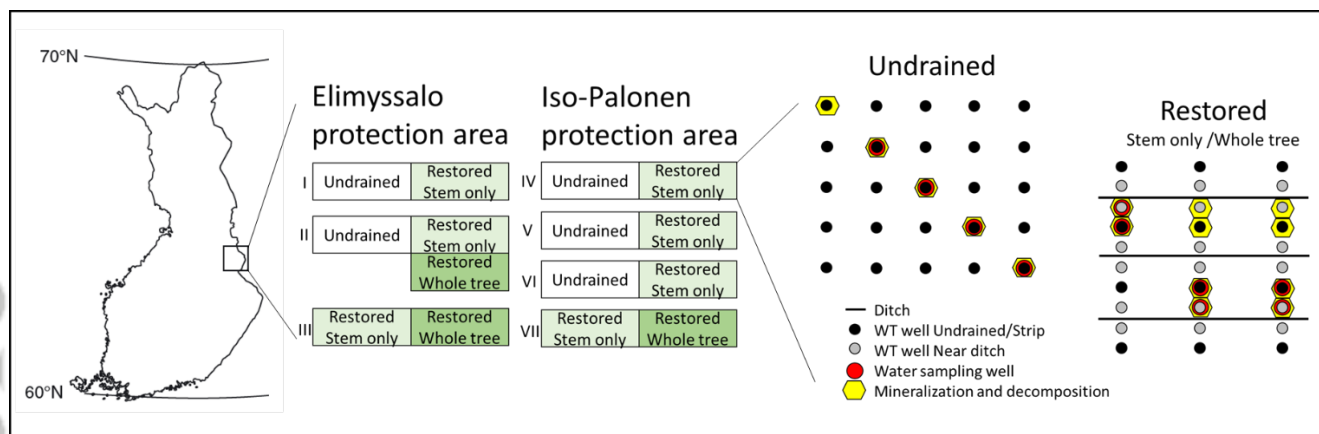 70°N
60°N
Elimyssalo
protection area
I
Undrained
Restored
Stem only
II
Undrained
Restored
Stem only
Restored
Whole tree
III
Restored
Stem only
Restored
Whole tree
Iso-Palonen
protection area
IV
Undrained
Restored
Stem only
V
Undrained
Restored
Stem only
VI
Undrained
Restored
Stem only
VII
Restored
Stem only
Restored
Whole tree
Undrained
Ditch
WT well Undrained/Strip
WT well Near ditch
Water sampling well
Mineralization and decomposition
Restored
Stem only /Whole tree